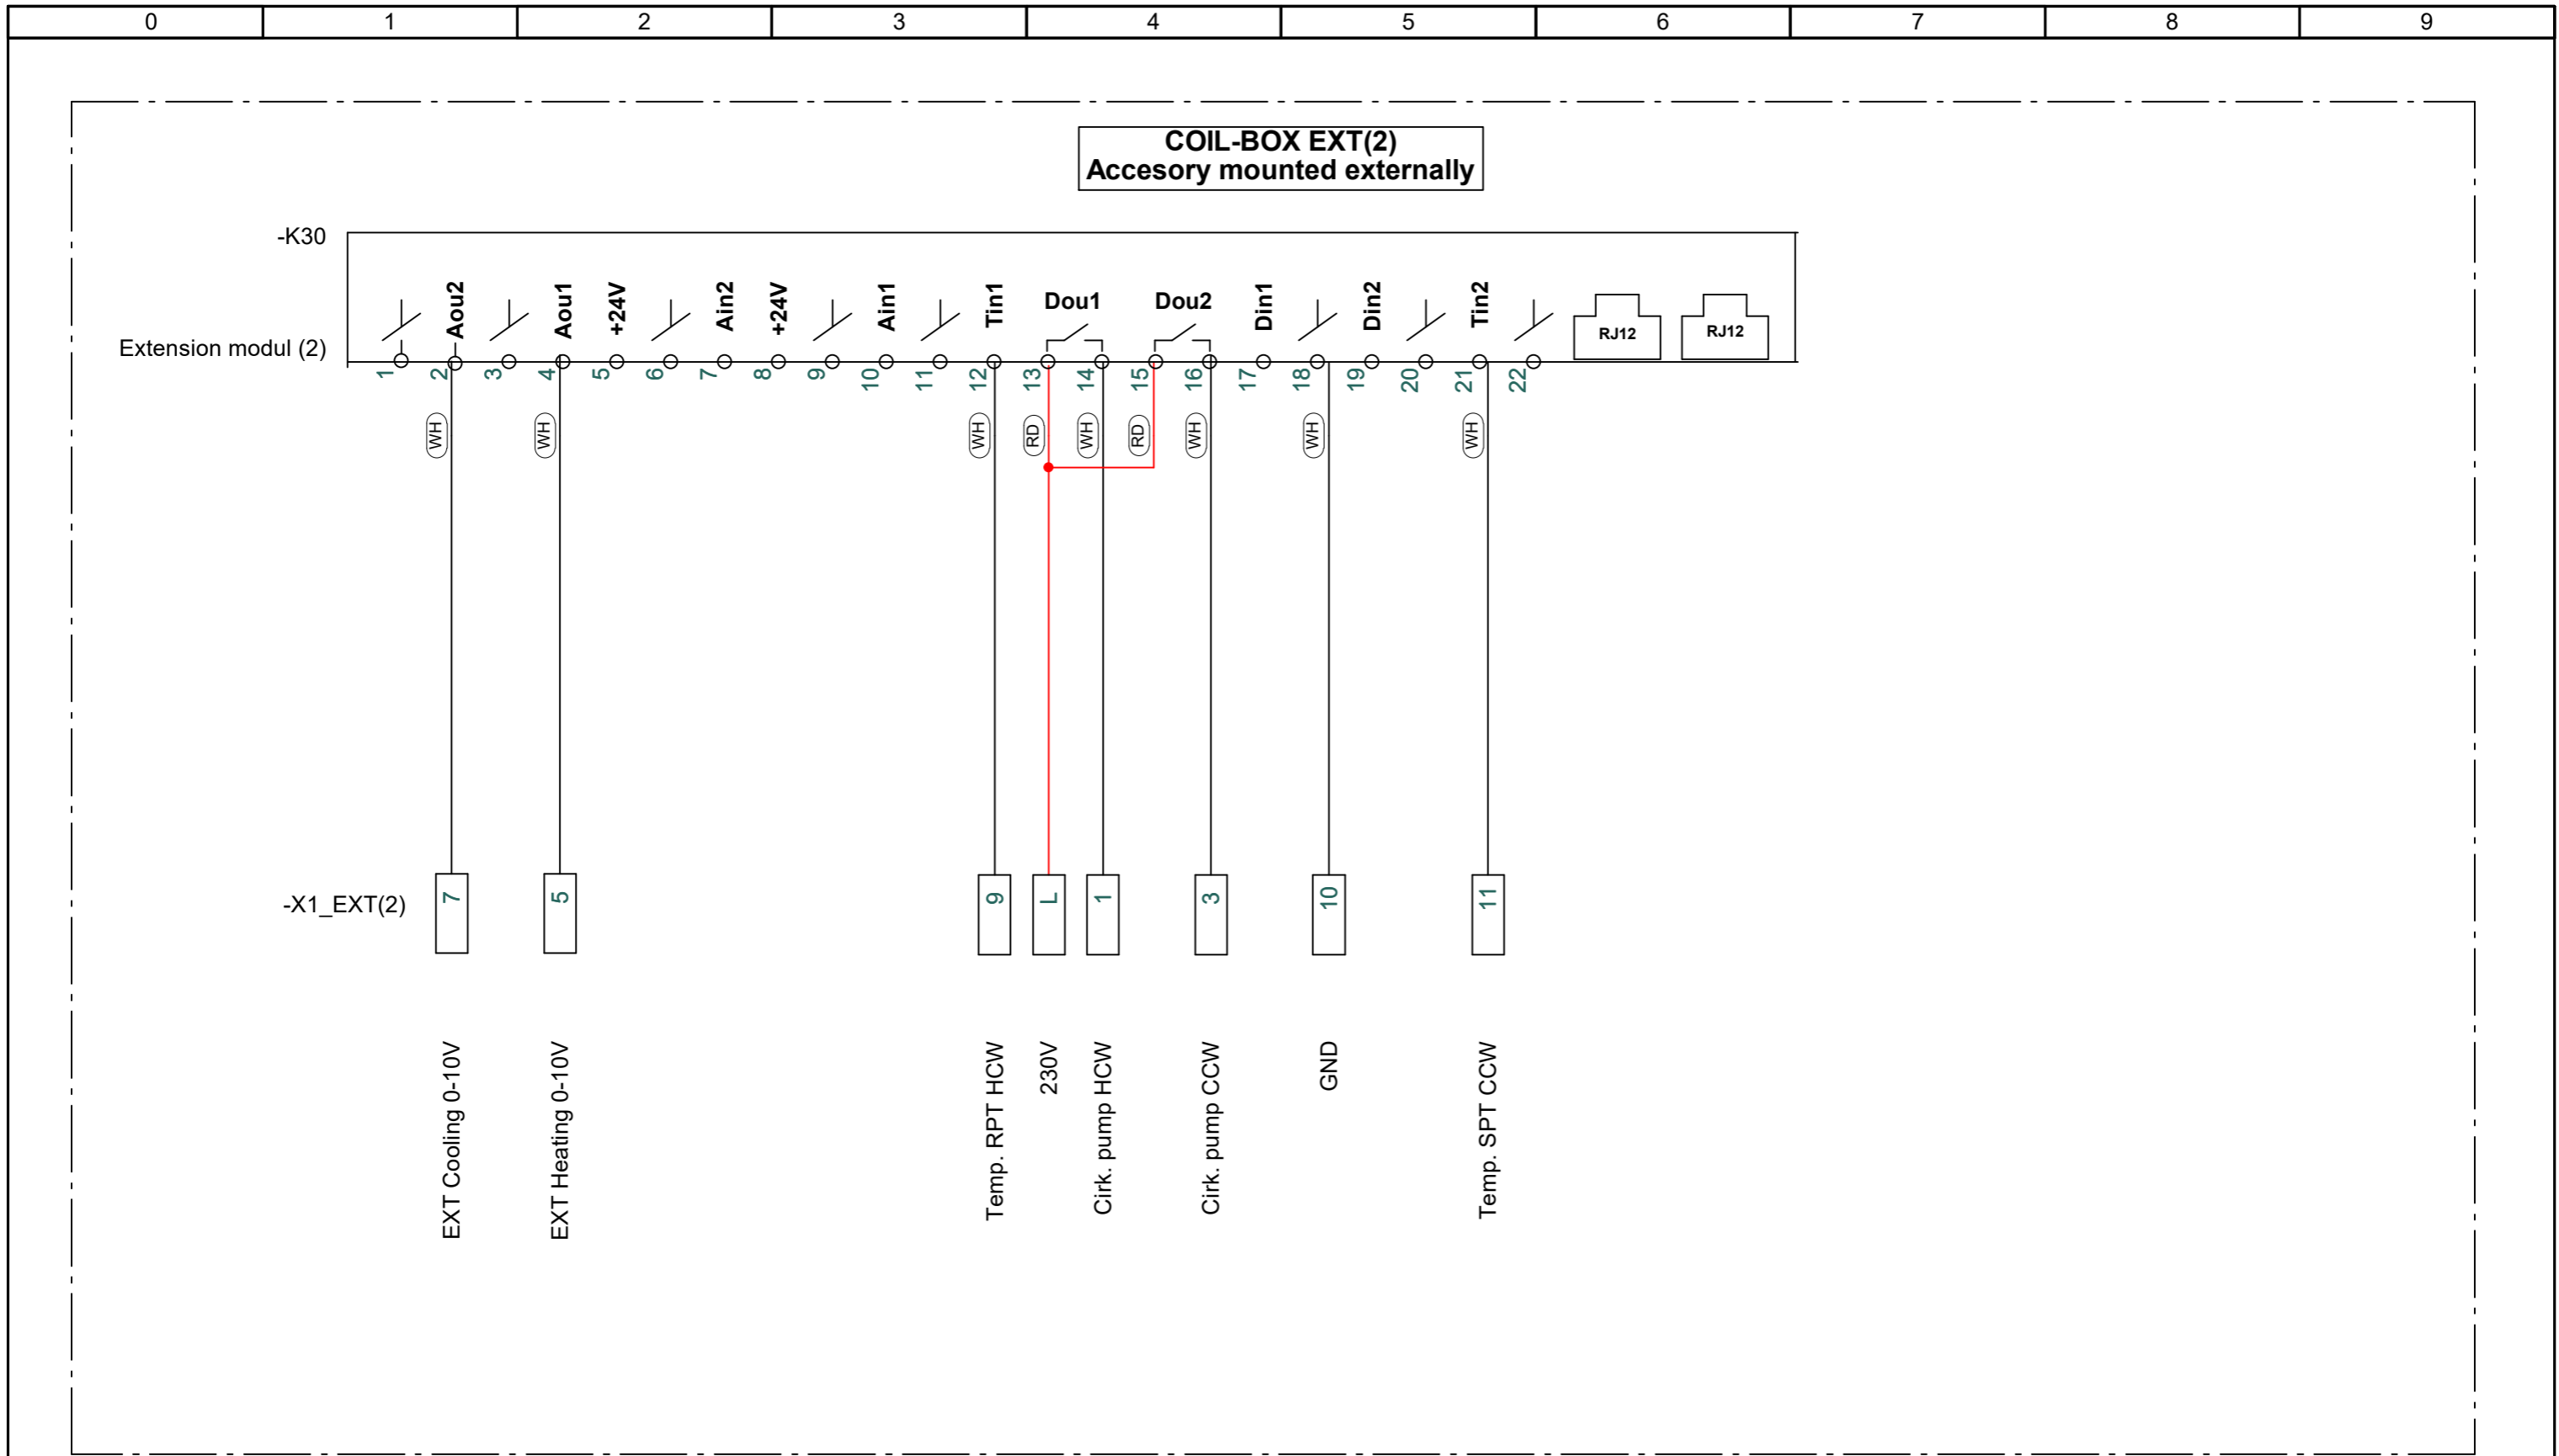 0 1 2 3 4 5 6 7 8 9
COIL-BOX EXT(2)
Accesory mounted externally
-K30
Aou2 Aou1 +24V Ain2 +24V Ain1 Tin1 Dou1 Dou2 Din1 Din2 Tin2 RJ12 RJ12
Extension modul (2)
1 2 3 4 5 6 7 8 9 10 11 12 13 14 15 16 17 18 19 20 21 22
WH WH WH RD WH RD WH WH WH
-X1_EXT(2) 7 5 9 L 1 3 10 11
EXT Cooling 0-10V
EXT Heating 0-10V
Temp. RPT HCW
230V
Cirk. pump HCW
Cirk. pump CCW
GND
Temp. SPT CCW